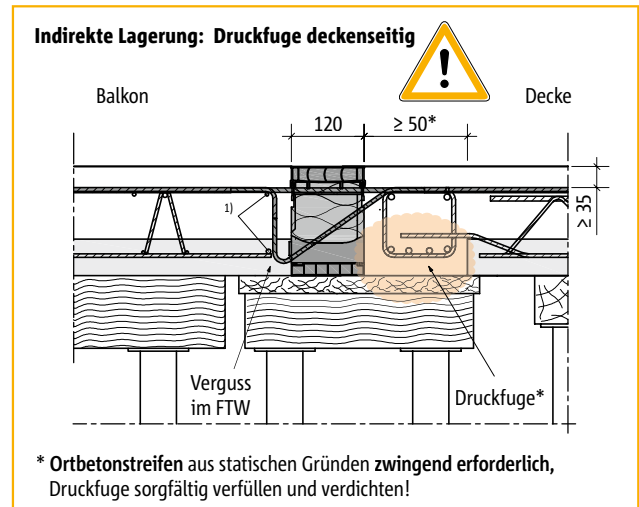 Indirekte Lagerung: Druckfuge deckenseitig
Balkon
Decke
120
≥ 50*
1)
≥ 35
Verguss
im FTW
Druckfuge*
* Ortbetonstreifen aus statischen Gründen zwingend erforderlich,
Druckfuge sorgfältig verfüllen und verdichten!